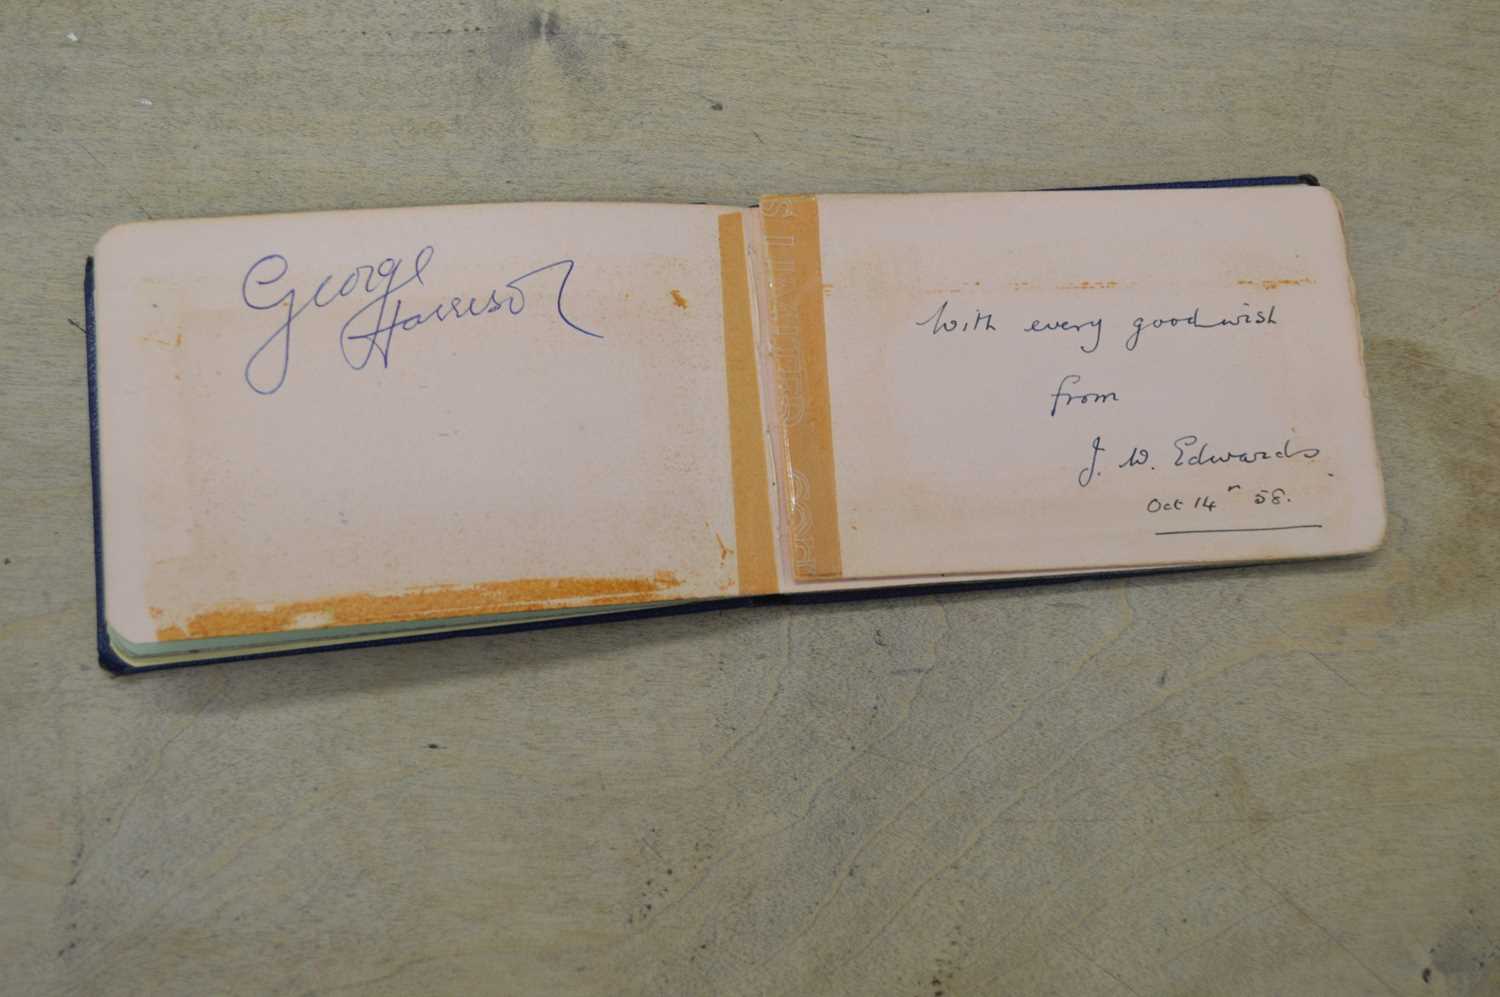 George
Harrison
With every good wish
from
J. W. Edwards
Oct 14th 58.